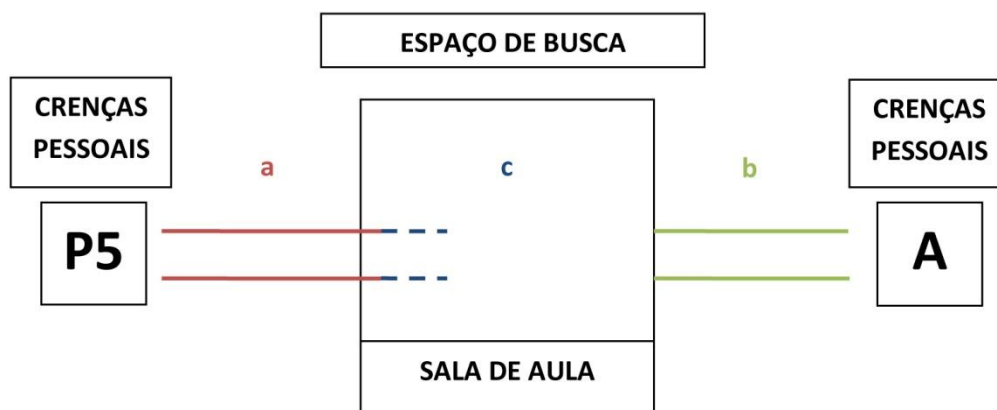 ESPAÇO DE BUSCA
CRENÇAS
PESSOAIS
CRENÇAS
PESSOAIS
a
c
b
P5
A
SALA DE AULA